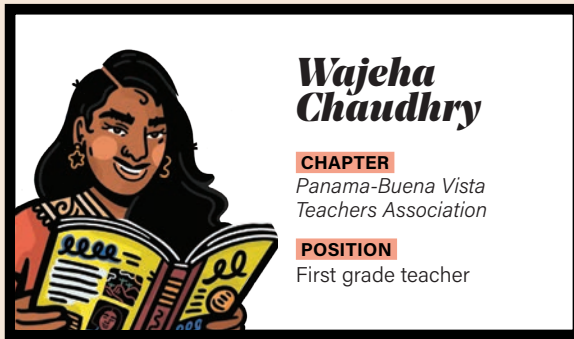 Wajeha
Chaudhry
CHAPTER
Panama-Buena Vista
Teachers Association
POSITION
First grade teacher